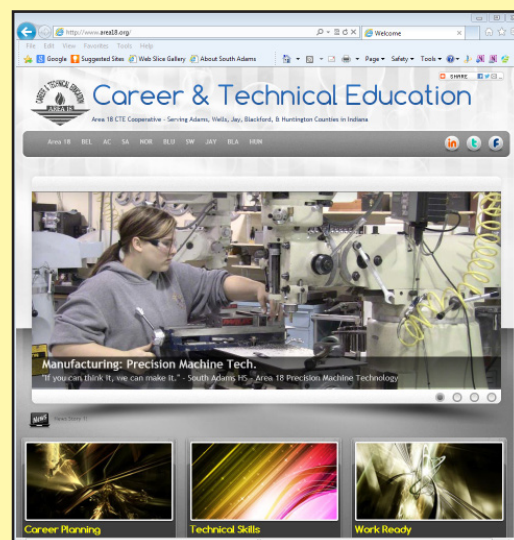 http://www.area18.org/
Welcome
File Edit View Favorites Tools Help
Google Suggested Sites Web Slice Gallery About South Adams
Page Safety Tools
SHARE
Career & Technical Education
Area 18 CTE Cooperative - Serving Adams, Wells, Jay, Blackford, & Huntington Counties in Indiana
Area 18 BEL AC SA NOR BLU SW JAY BLA HUN
Manufacturing: Precision Machine Tech.
"If you can think it, we can make it." - South Adams HS - Area 18 Precision Machine Technology
News
Career Planning
Technical Skills
Work Ready